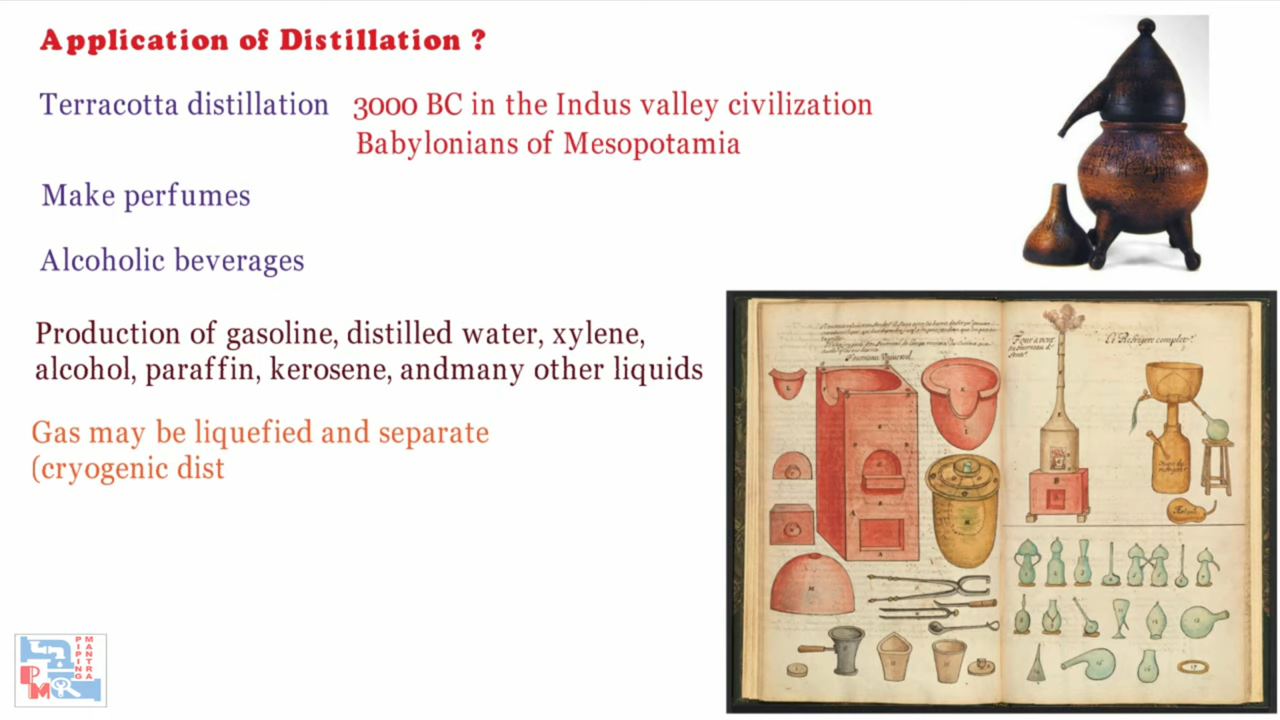 Application of Distillation ?
Terracotta distillation 3000 BC in the Indus valley civilization
Babylonians of Mesopotamia
Make perfumes
Alcoholic beverages
Production of gasoline, distilled water, xylene,
alcohol, paraffin, kerosene, andmany other liquids
Gas may be liquefied and separate
(cryogenic dist
PIPING
MANTRA
PM